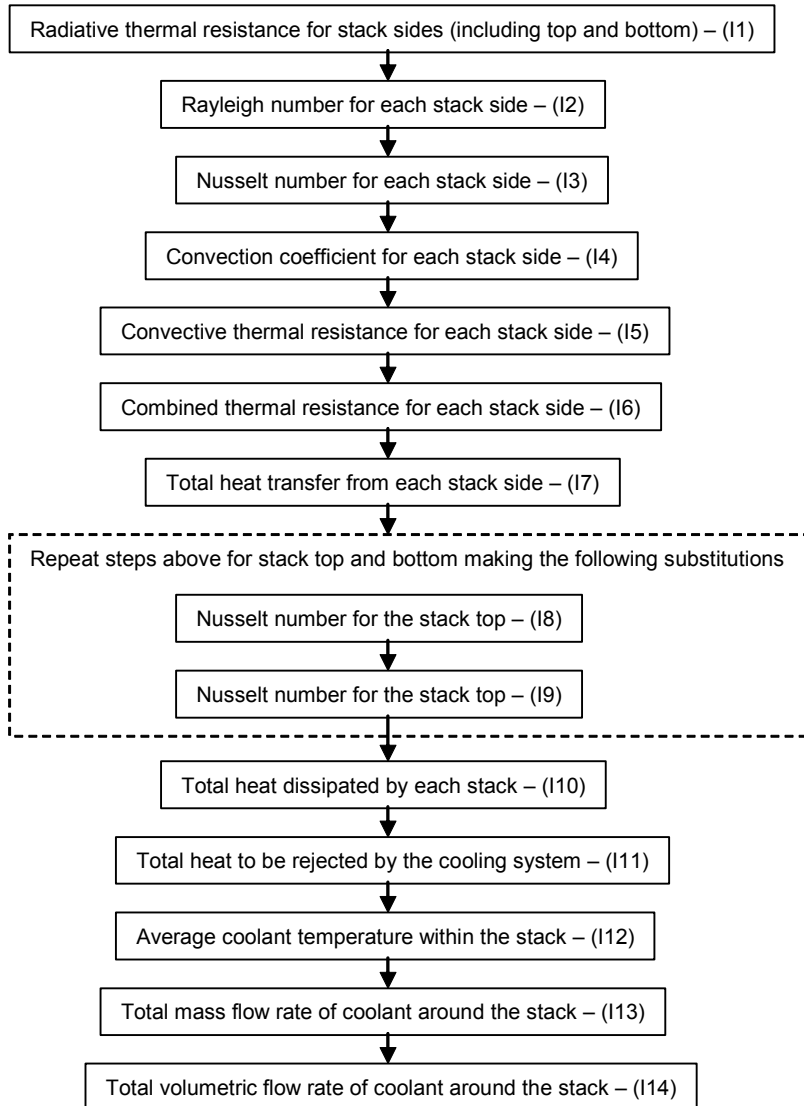 Radiative thermal resistance for stack sides (including top and bottom) – (I1)
Rayleigh number for each stack side – (I2)
Nusselt number for each stack side – (I3)
Convection coefficient for each stack side – (I4)
Convective thermal resistance for each stack side – (I5)
Combined thermal resistance for each stack side – (I6)
Total heat transfer from each stack side – (I7)
Repeat steps above for stack top and bottom making the following substitutions
Nusselt number for the stack top – (I8)
Nusselt number for the stack top – (I9)
Total heat dissipated by each stack – (I10)
Total heat to be rejected by the cooling system – (I11)
Average coolant temperature within the stack – (I12)
Total mass flow rate of coolant around the stack – (I13)
Total volumetric flow rate of coolant around the stack – (I14)